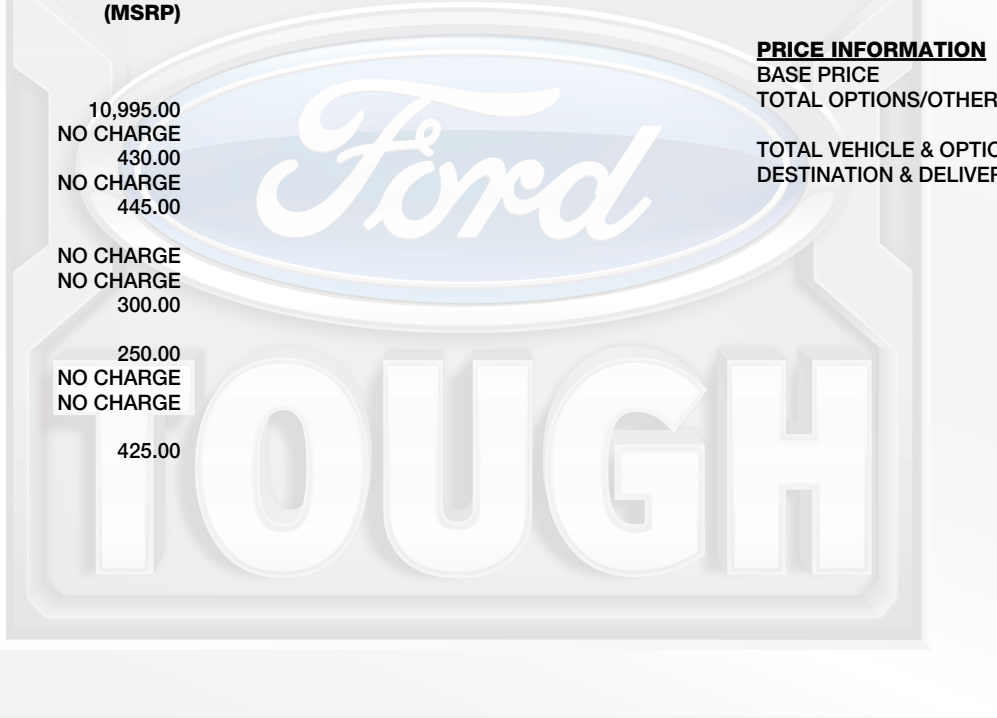 (MSRP)
10,995.00
NO CHARGE
430.00
NO CHARGE
445.00
NO CHARGE
NO CHARGE
300.00
250.00
NO CHARGE
NO CHARGE
425.00
PRICE INFORMATION
BASE PRICE
TOTAL OPTIONS/OTHER
TOTAL VEHICLE & OPTIO
DESTINATION & DELIVER
Ford
TOUGH